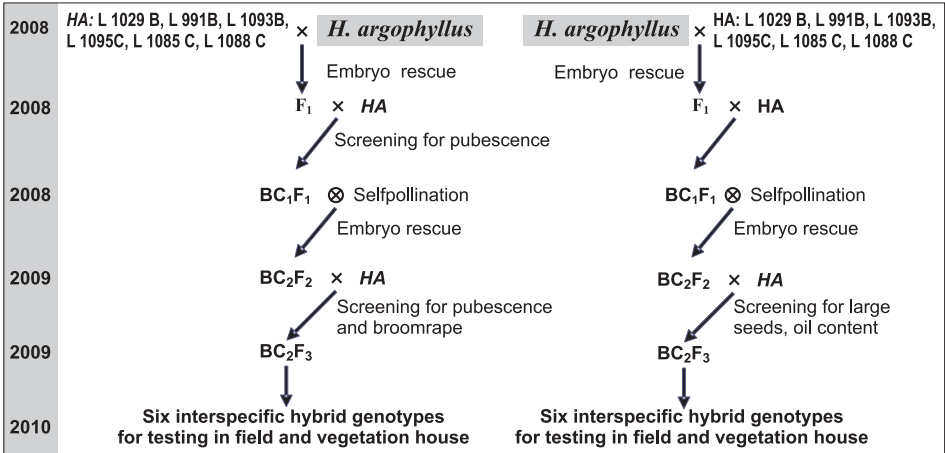 2008
HA: L 1029 B, L 991B, L 1093B,
L 1095C, L 1085 C, L 1088 C
× H. argophyllus
H. argophyllus ×
HA: L 1029 B, L 991B, L 1093B,
L 1095C, L 1085 C, L 1088 C
Embryo rescue
Embryo rescue
2008
F₁ × HA
F₁ × HA
Screening for pubescence
2008
BC₁F₁ ⊗ Selfpollination
BC₁F₁ ⊗ Selfpollination
Embryo rescue
Embryo rescue
2009
BC₂F₂ × HA
BC₂F₂ × HA
Screening for pubescence
and broomrape
Screening for large
seeds, oil content
2009
BC₂F₃
BC₂F₃
2010
Six interspecific hybrid genotypes
for testing in field and vegetation house
Six interspecific hybrid genotypes
for testing in field and vegetation house